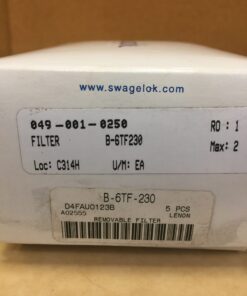 www.swagelok.com
049-001-0250 RO: 1
FILTER B-6TF230 Max: 2
Loc: C314H U/M: EA
B-6TF-230
D4FAU0123B 5 PCS
A02555 LENON
REMOVABLE FILTER